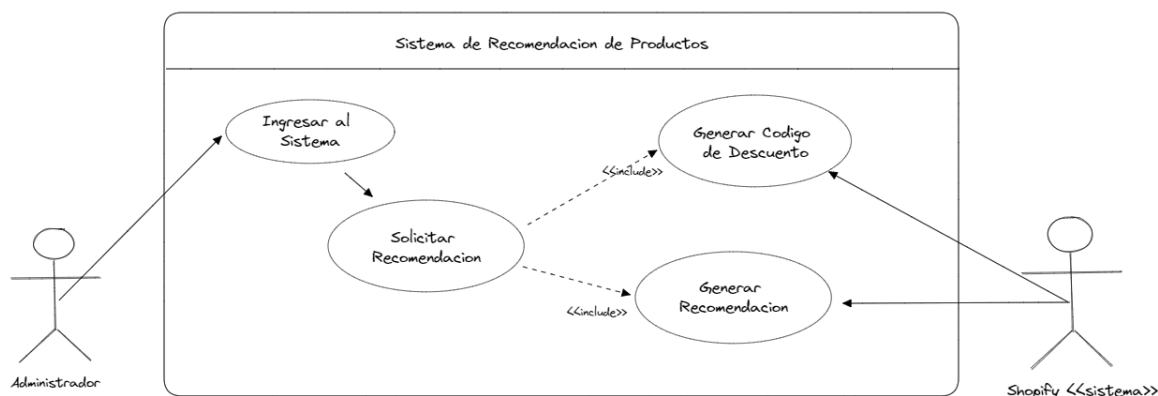 Sistema de Recomendacion de Productos
Ingresar al
Sistema
Generar Codigo
de Descuento
<<include>>
Solicitar
Recomendacion
Generar
Recomendacion
<<include>>
Administrador
Shopify <<sistema>>